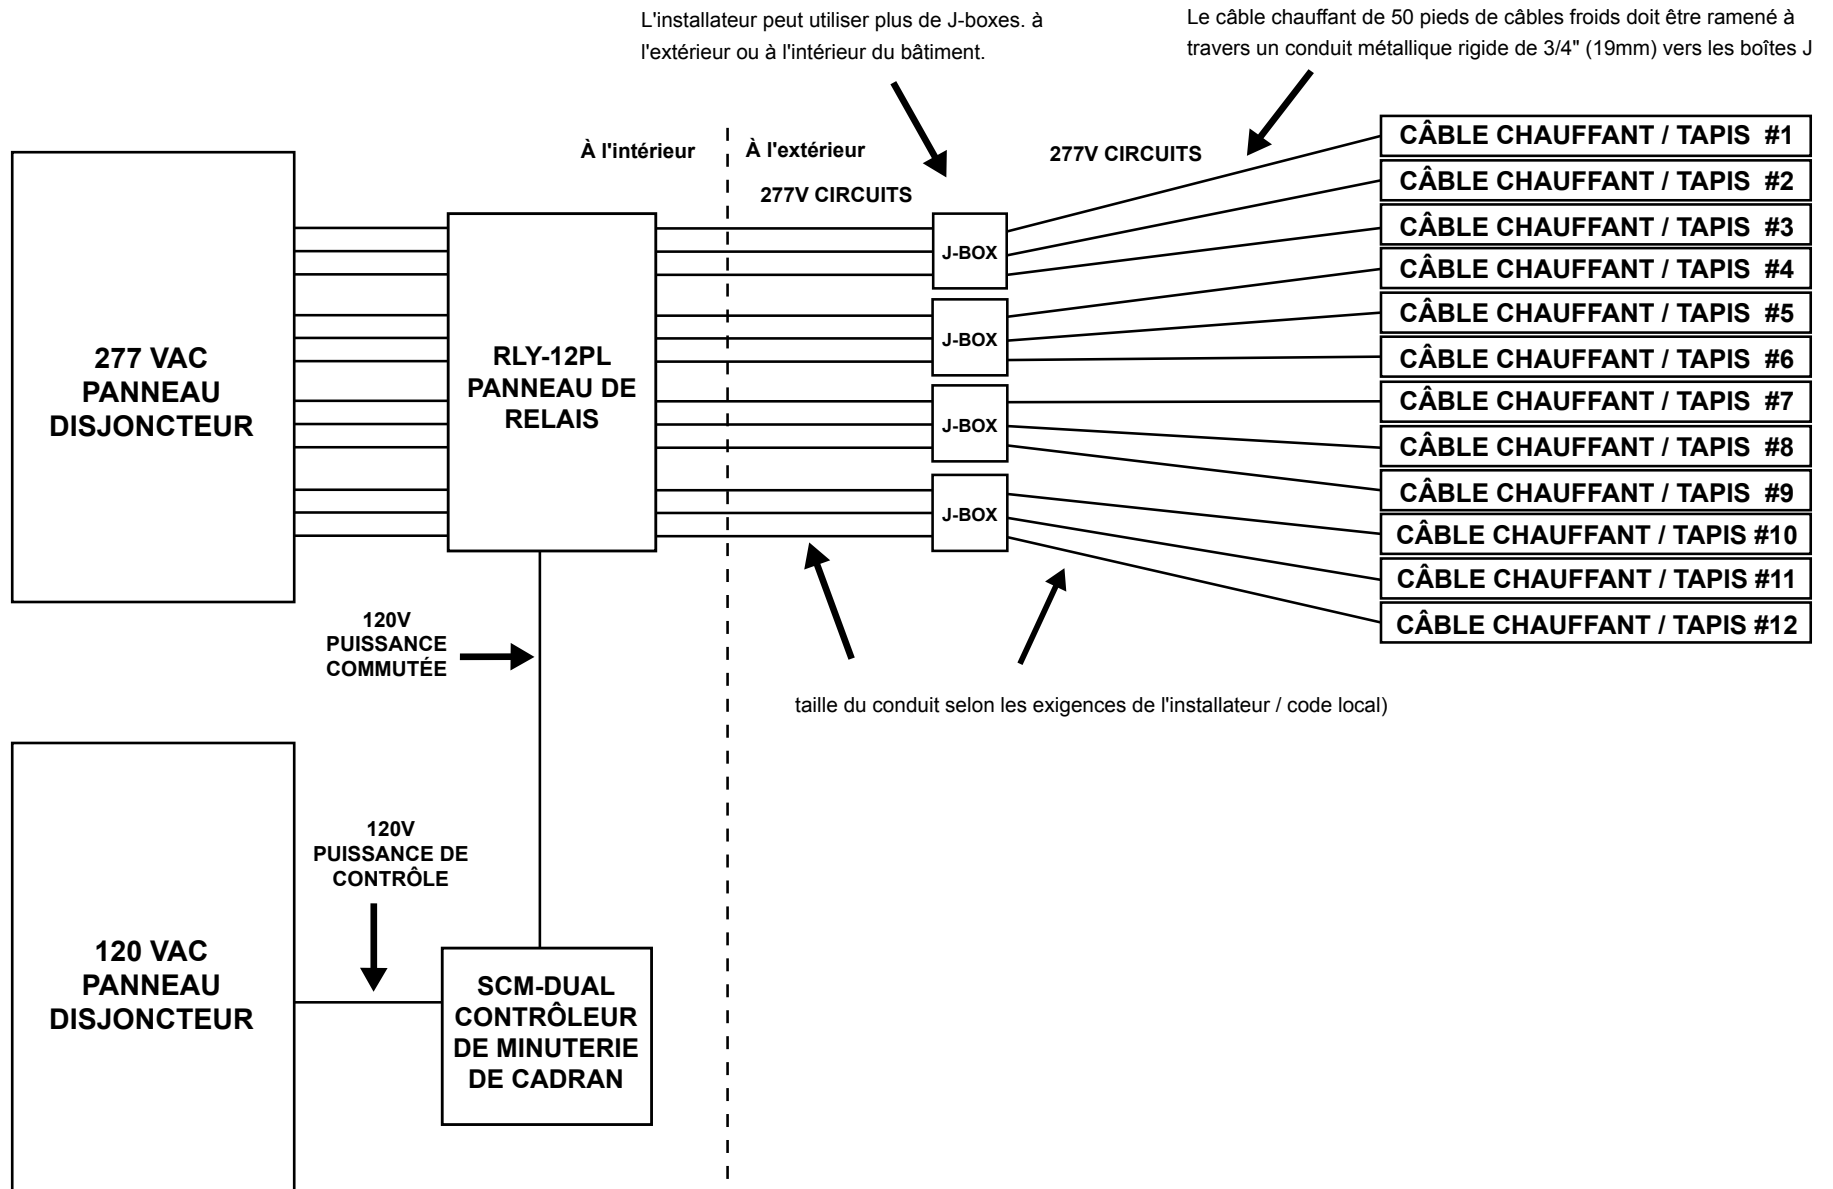 L'installateur peut utiliser plus de J-boxes. à
l'extérieur ou à l'intérieur du bâtiment.
Le câble chauffant de 50 pieds de câbles froids doit être ramené à
travers un conduit métallique rigide de 3/4" (19mm) vers les boîtes J
À l'intérieur
À l'extérieur
277V CIRCUITS
277V CIRCUITS
277 VAC
PANNEAU
DISJONCTEUR
RLY-12PL
PANNEAU DE
RELAIS
J-BOX
J-BOX
J-BOX
J-BOX
CÂBLE CHAUFFANT / TAPIS #1
CÂBLE CHAUFFANT / TAPIS #2
CÂBLE CHAUFFANT / TAPIS #3
CÂBLE CHAUFFANT / TAPIS #4
CÂBLE CHAUFFANT / TAPIS #5
CÂBLE CHAUFFANT / TAPIS #6
CÂBLE CHAUFFANT / TAPIS #7
CÂBLE CHAUFFANT / TAPIS #8
CÂBLE CHAUFFANT / TAPIS #9
CÂBLE CHAUFFANT / TAPIS #10
CÂBLE CHAUFFANT / TAPIS #11
CÂBLE CHAUFFANT / TAPIS #12
120V
PUISSANCE
COMMUTÉE
taille du conduit selon les exigences de l'installateur / code local)
120V
PUISSANCE DE
CONTRÔLE
120 VAC
PANNEAU
DISJONCTEUR
SCM-DUAL
CONTRÔLEUR
DE MINUTERIE
DE CADRAN